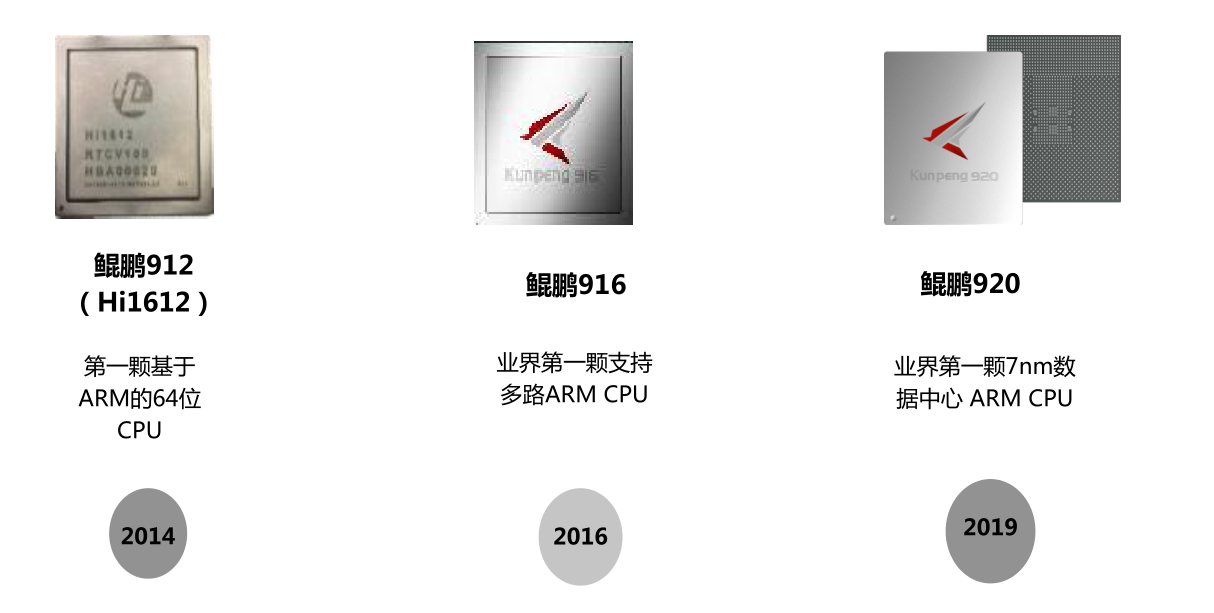 Hi1612
Kunpeng 916
Kunpeng 920
鲲鹏912
（Hi1612）
鲲鹏916
鲲鹏920
第一颗基于
ARM的64位
CPU
业界第一颗支持
多路ARM CPU
业界第一颗7nm数
据中心 ARM CPU
2014
2016
2019